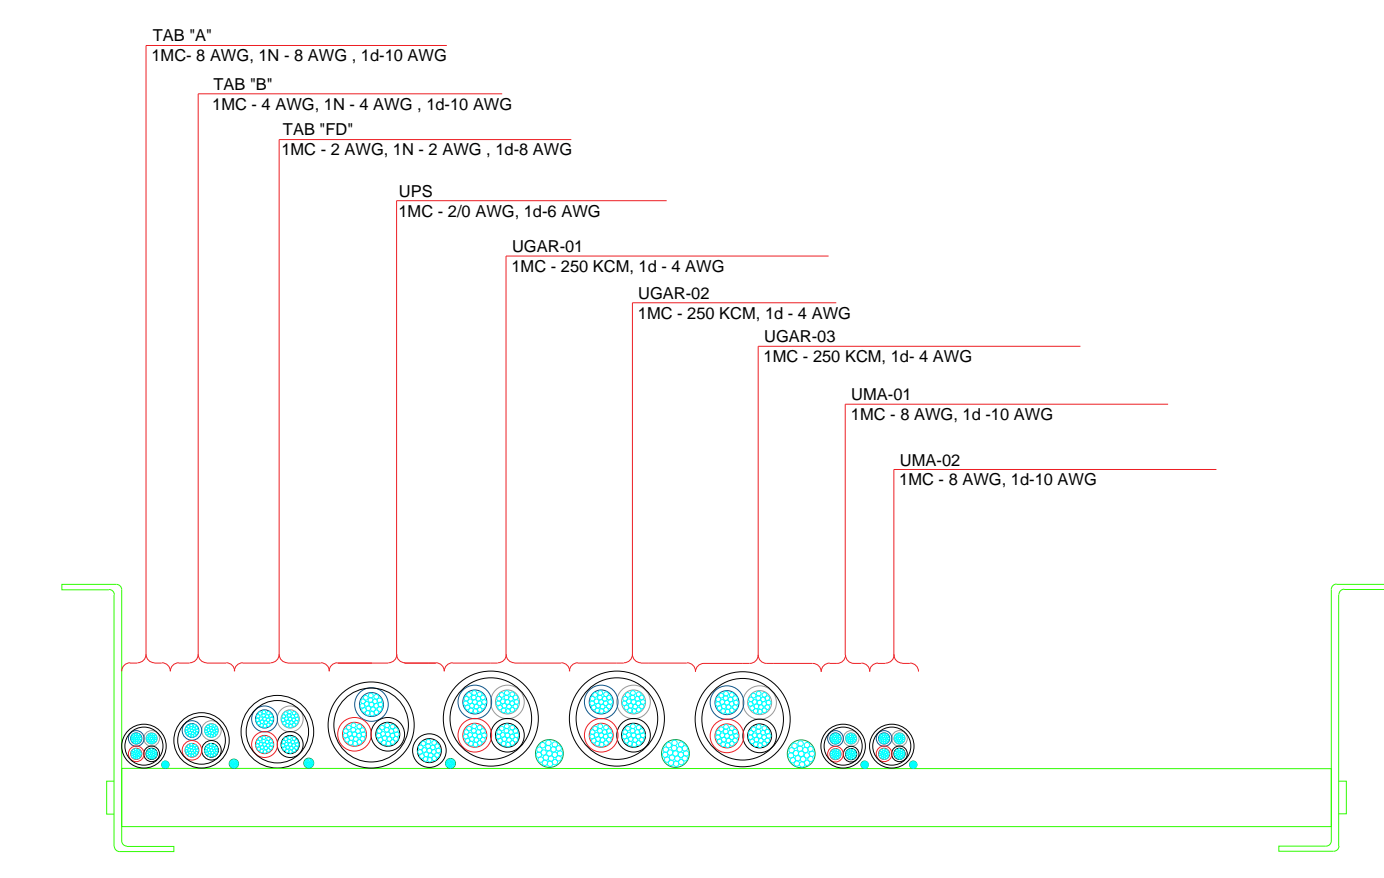 TAB "A"
1MC- 8 AWG, 1N - 8 AWG , 1d-10 AWG
TAB "B"
1MC - 4 AWG, 1N - 4 AWG , 1d-10 AWG
TAB "FD"
1MC - 2 AWG, 1N - 2 AWG , 1d-8 AWG
UPS
1MC - 2/0 AWG, 1d-6 AWG
UGAR-01
1MC - 250 KCM, 1d - 4 AWG
UGAR-02
1MC - 250 KCM, 1d - 4 AWG
UGAR-03
1MC - 250 KCM, 1d- 4 AWG
UMA-01
1MC - 8 AWG, 1d -10 AWG
UMA-02
1MC - 8 AWG, 1d-10 AWG